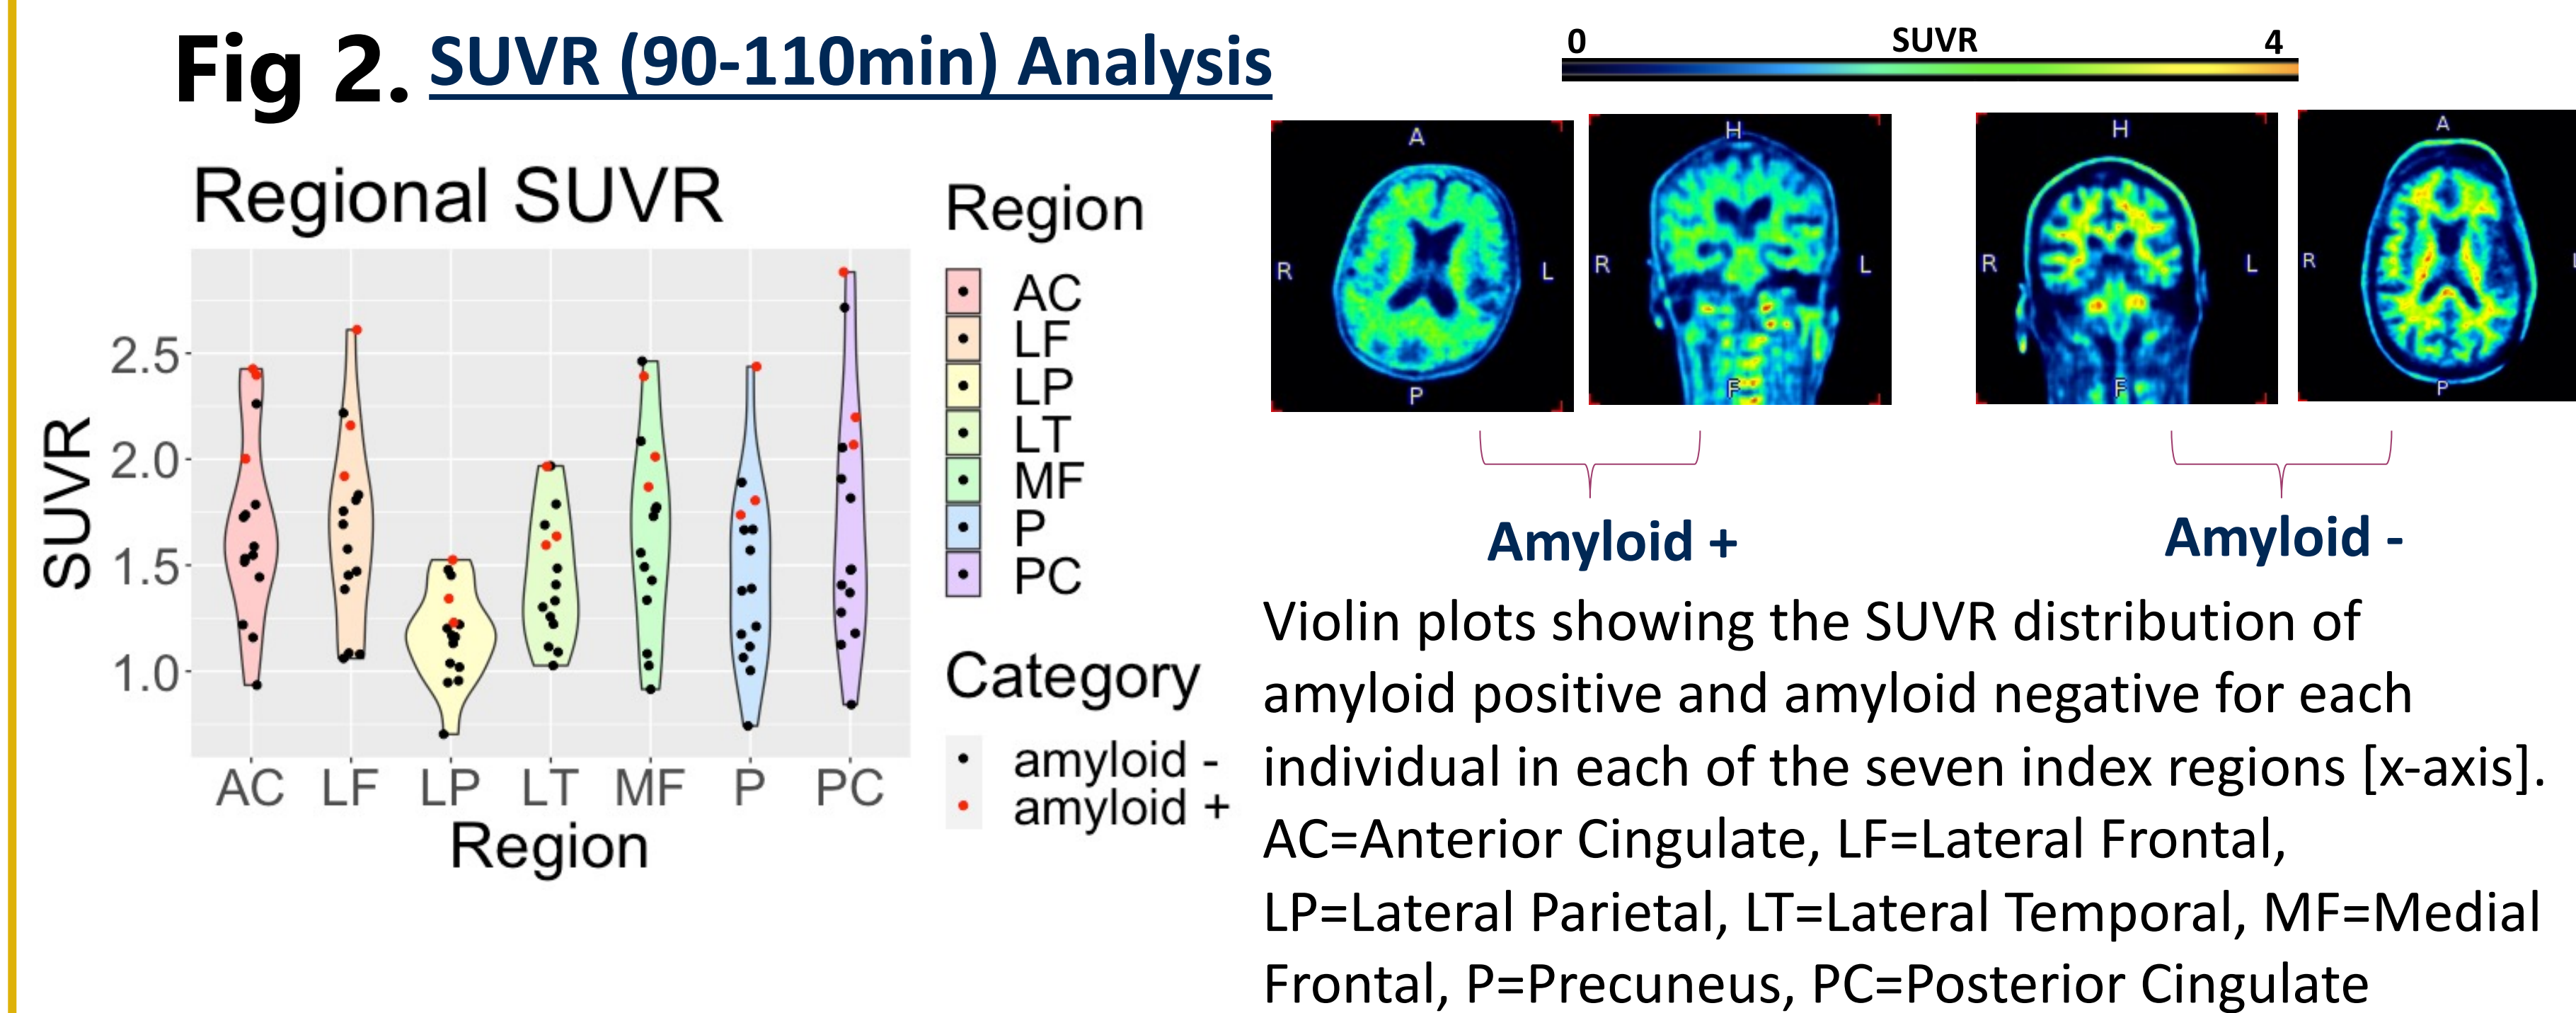 Fig 2. SUVR (90-110min) Analysis
Regional SUVR
SUVR
2.5
2.0
1.5
1.0
AC LF LP LT MF P PC
Region
Region
AC
LF
LP
LT
MF
P
PC
Category
amyloid -
amyloid +
0 SUVR 4
A
R L
P
H
R L
F
H
R L
F
A
R
P
Amyloid +
Amyloid -
Violin plots showing the SUVR distribution of
amyloid positive and amyloid negative for each
individual in each of the seven index regions [x-axis].
AC=Anterior Cingulate, LF=Lateral Frontal,
LP=Lateral Parietal, LT=Lateral Temporal, MF=Medial
Frontal, P=Precuneus, PC=Posterior Cingulate